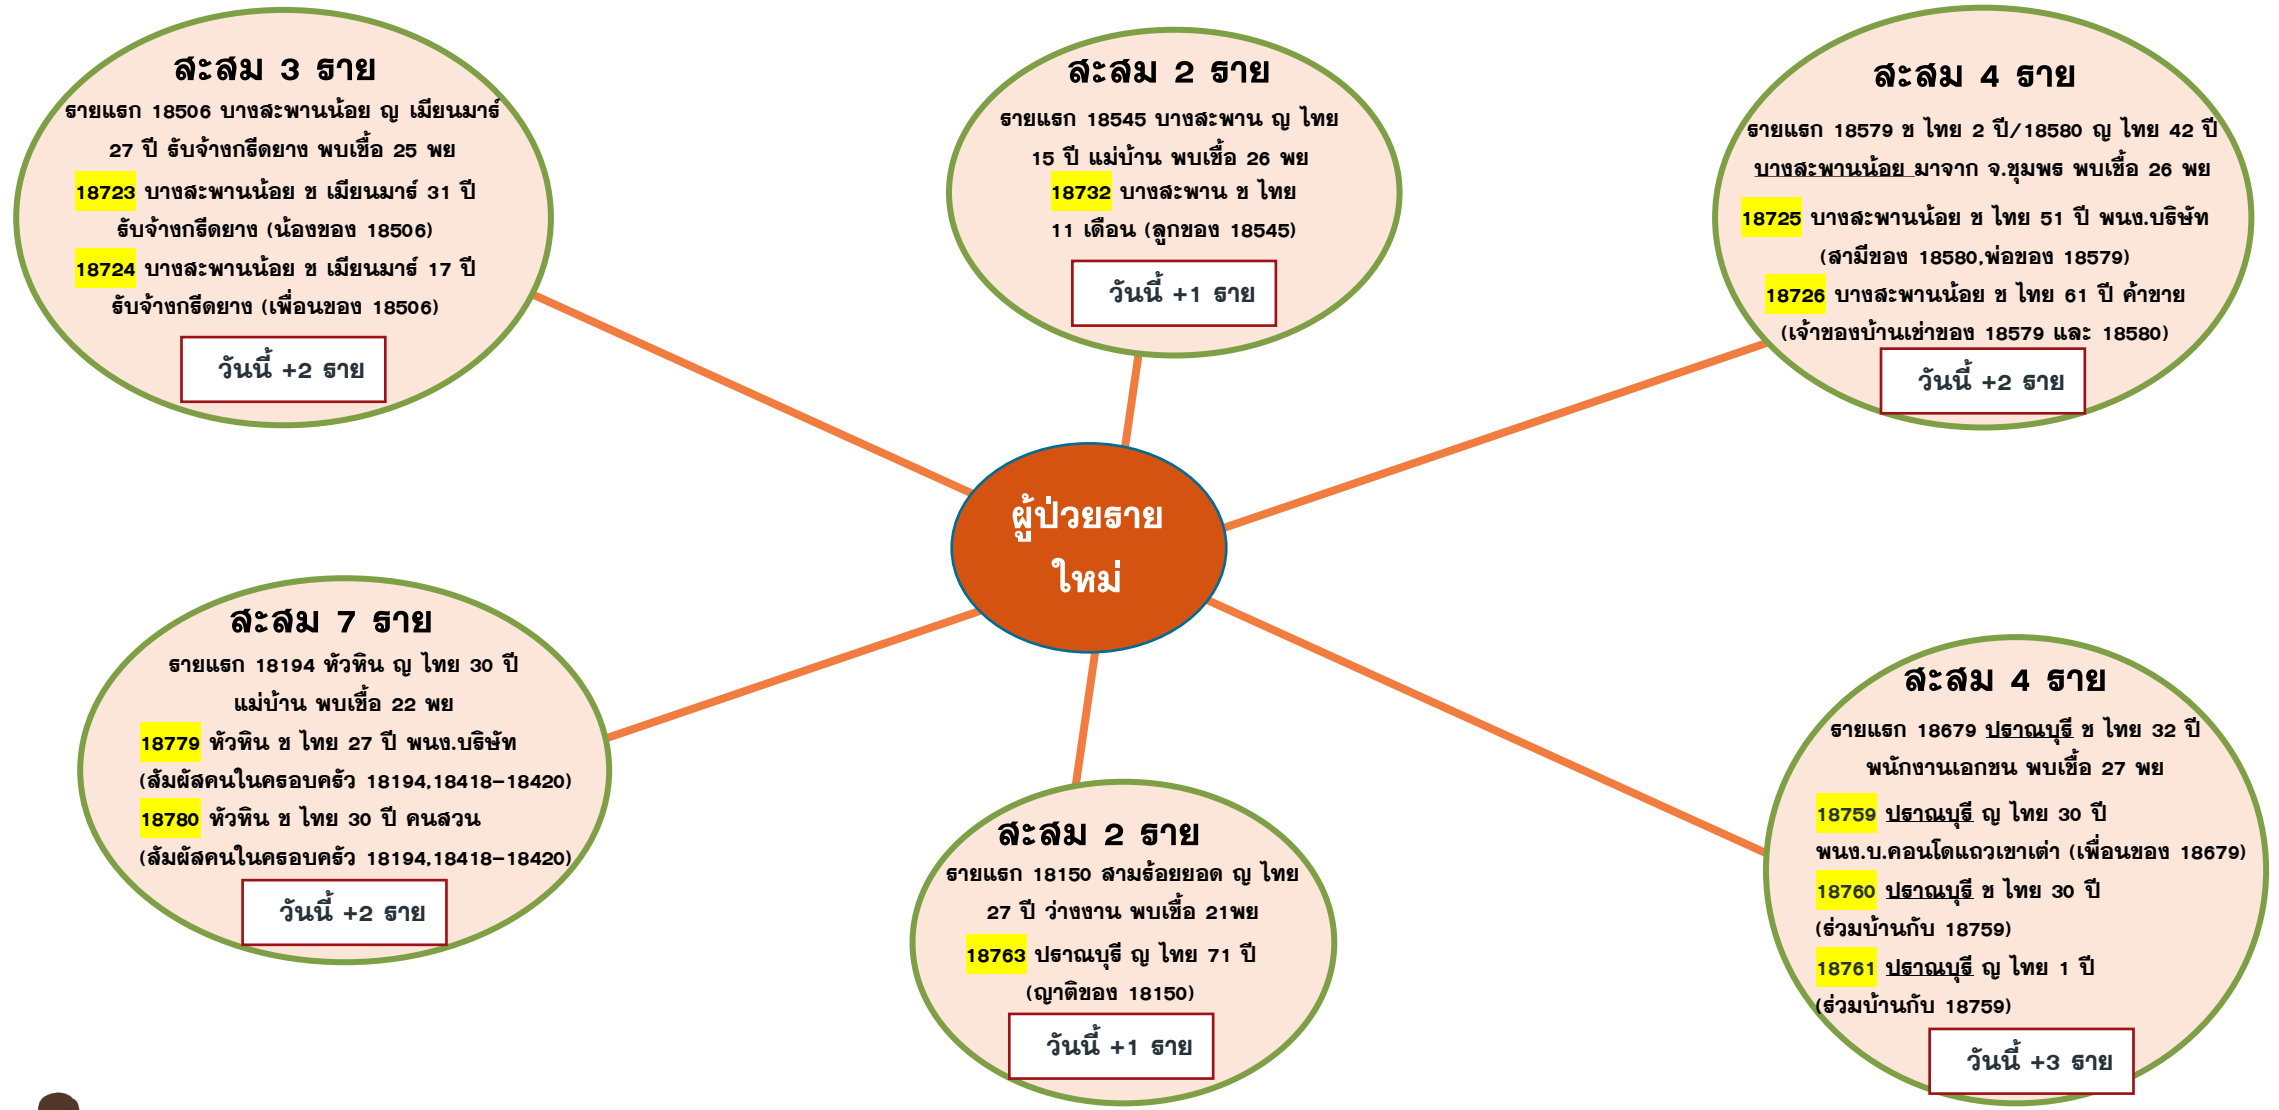 สะสม 3 ราย
รายแรก 18506 บางสะพานน้อย ญ เมียนมาร์
27 ปี รับจ้างกรีดยาง พบเชื้อ 25 พย
18723 บางสะพานน้อย ช เมียนมาร์ 31 ปี
รับจ้างกรีดยาง (น้องของ 18506)
18724 บางสะพานน้อย ช เมียนมาร์ 17 ปี
รับจ้างกรีดยาง (เพื่อนของ 18506)
วันนี้ +2 ราย
สะสม 2 ราย
รายแรก 18545 บางสะพาน ญ ไทย
15 ปี แม่บ้าน พบเชื้อ 26 พย
18732 บางสะพาน ช ไทย
11 เดือน (ลูกของ 18545)
วันนี้ +1 ราย
สะสม 4 ราย
รายแรก 18579 ช ไทย 2 ปี/18580 ญ ไทย 42 ปี
บางสะพานน้อย มาจาก จ.ชุมพร พบเชื้อ 26 พย
18725 บางสะพานน้อย ช ไทย 51 ปี พนง.บริษัท
(สามีของ 18580,พ่อของ 18579)
18726 บางสะพานน้อย ช ไทย 61 ปี ค้าขาย
(เจ้าของบ้านเช่าของ 18579 และ 18580)
วันนี้ +2 ราย
ผู้ป่วยราย
ใหม่
สะสม 7 ราย
รายแรก 18194 หัวหิน ญ ไทย 30 ปี
แม่บ้าน พบเชื้อ 22 พย
18779 หัวหิน ช ไทย 27 ปี พนง.บริษัท
(สัมผัสคนในครอบครัว 18194,18418-18420)
18780 หัวหิน ช ไทย 30 ปี คนสวน
(สัมผัสคนในครอบครัว 18194,18418-18420)
วันนี้ +2 ราย
สะสม 2 ราย
รายแรก 18150 สามร้อยยอด ญ ไทย
27 ปี ว่างงาน พบเชื้อ 21พย
18763 ปราณบุรี ญ ไทย 71 ปี
(ญาติของ 18150)
วันนี้ +1 ราย
สะสม 4 ราย
รายแรก 18679 ปราณบุรี ช ไทย 32 ปี
พนักงานเอกชน พบเชื้อ 27 พย
18759 ปราณบุรี ญ ไทย 30 ปี
พนง.บ.คอนโดแถวเขาเต่า (เพื่อนของ 18679)
18760 ปราณบุรี ช ไทย 30 ปี
(ร่วมบ้านกับ 18759)
18761 ปราณบุรี ญ ไทย 1 ปี
(ร่วมบ้านกับ 18759)
วันนี้ +3 ราย